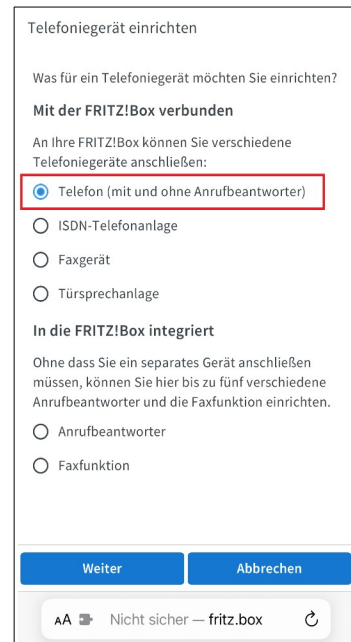 Telefoniegerät einrichten
Was für ein Telefoniegerät möchten Sie einrichten?
Mit der FRITZ!Box verbunden
An Ihre FRITZ!Box können Sie verschiedene
Telefoniegeräte anschließen:
Telefon (mit und ohne Anrufbeantworter)
ISDN-Telefonanlage
Faxgerät
Türsprechanlage
In die FRITZ!Box integriert
Ohne dass Sie ein separates Gerät anschließen
müssen, können Sie hier bis zu fünf verschiedene
Anrufbeantworter und die Faxfunktion einrichten.
Anrufbeantworter
Faxfunktion
Weiter Abbrechen
AA Nicht sicher — fritz.box